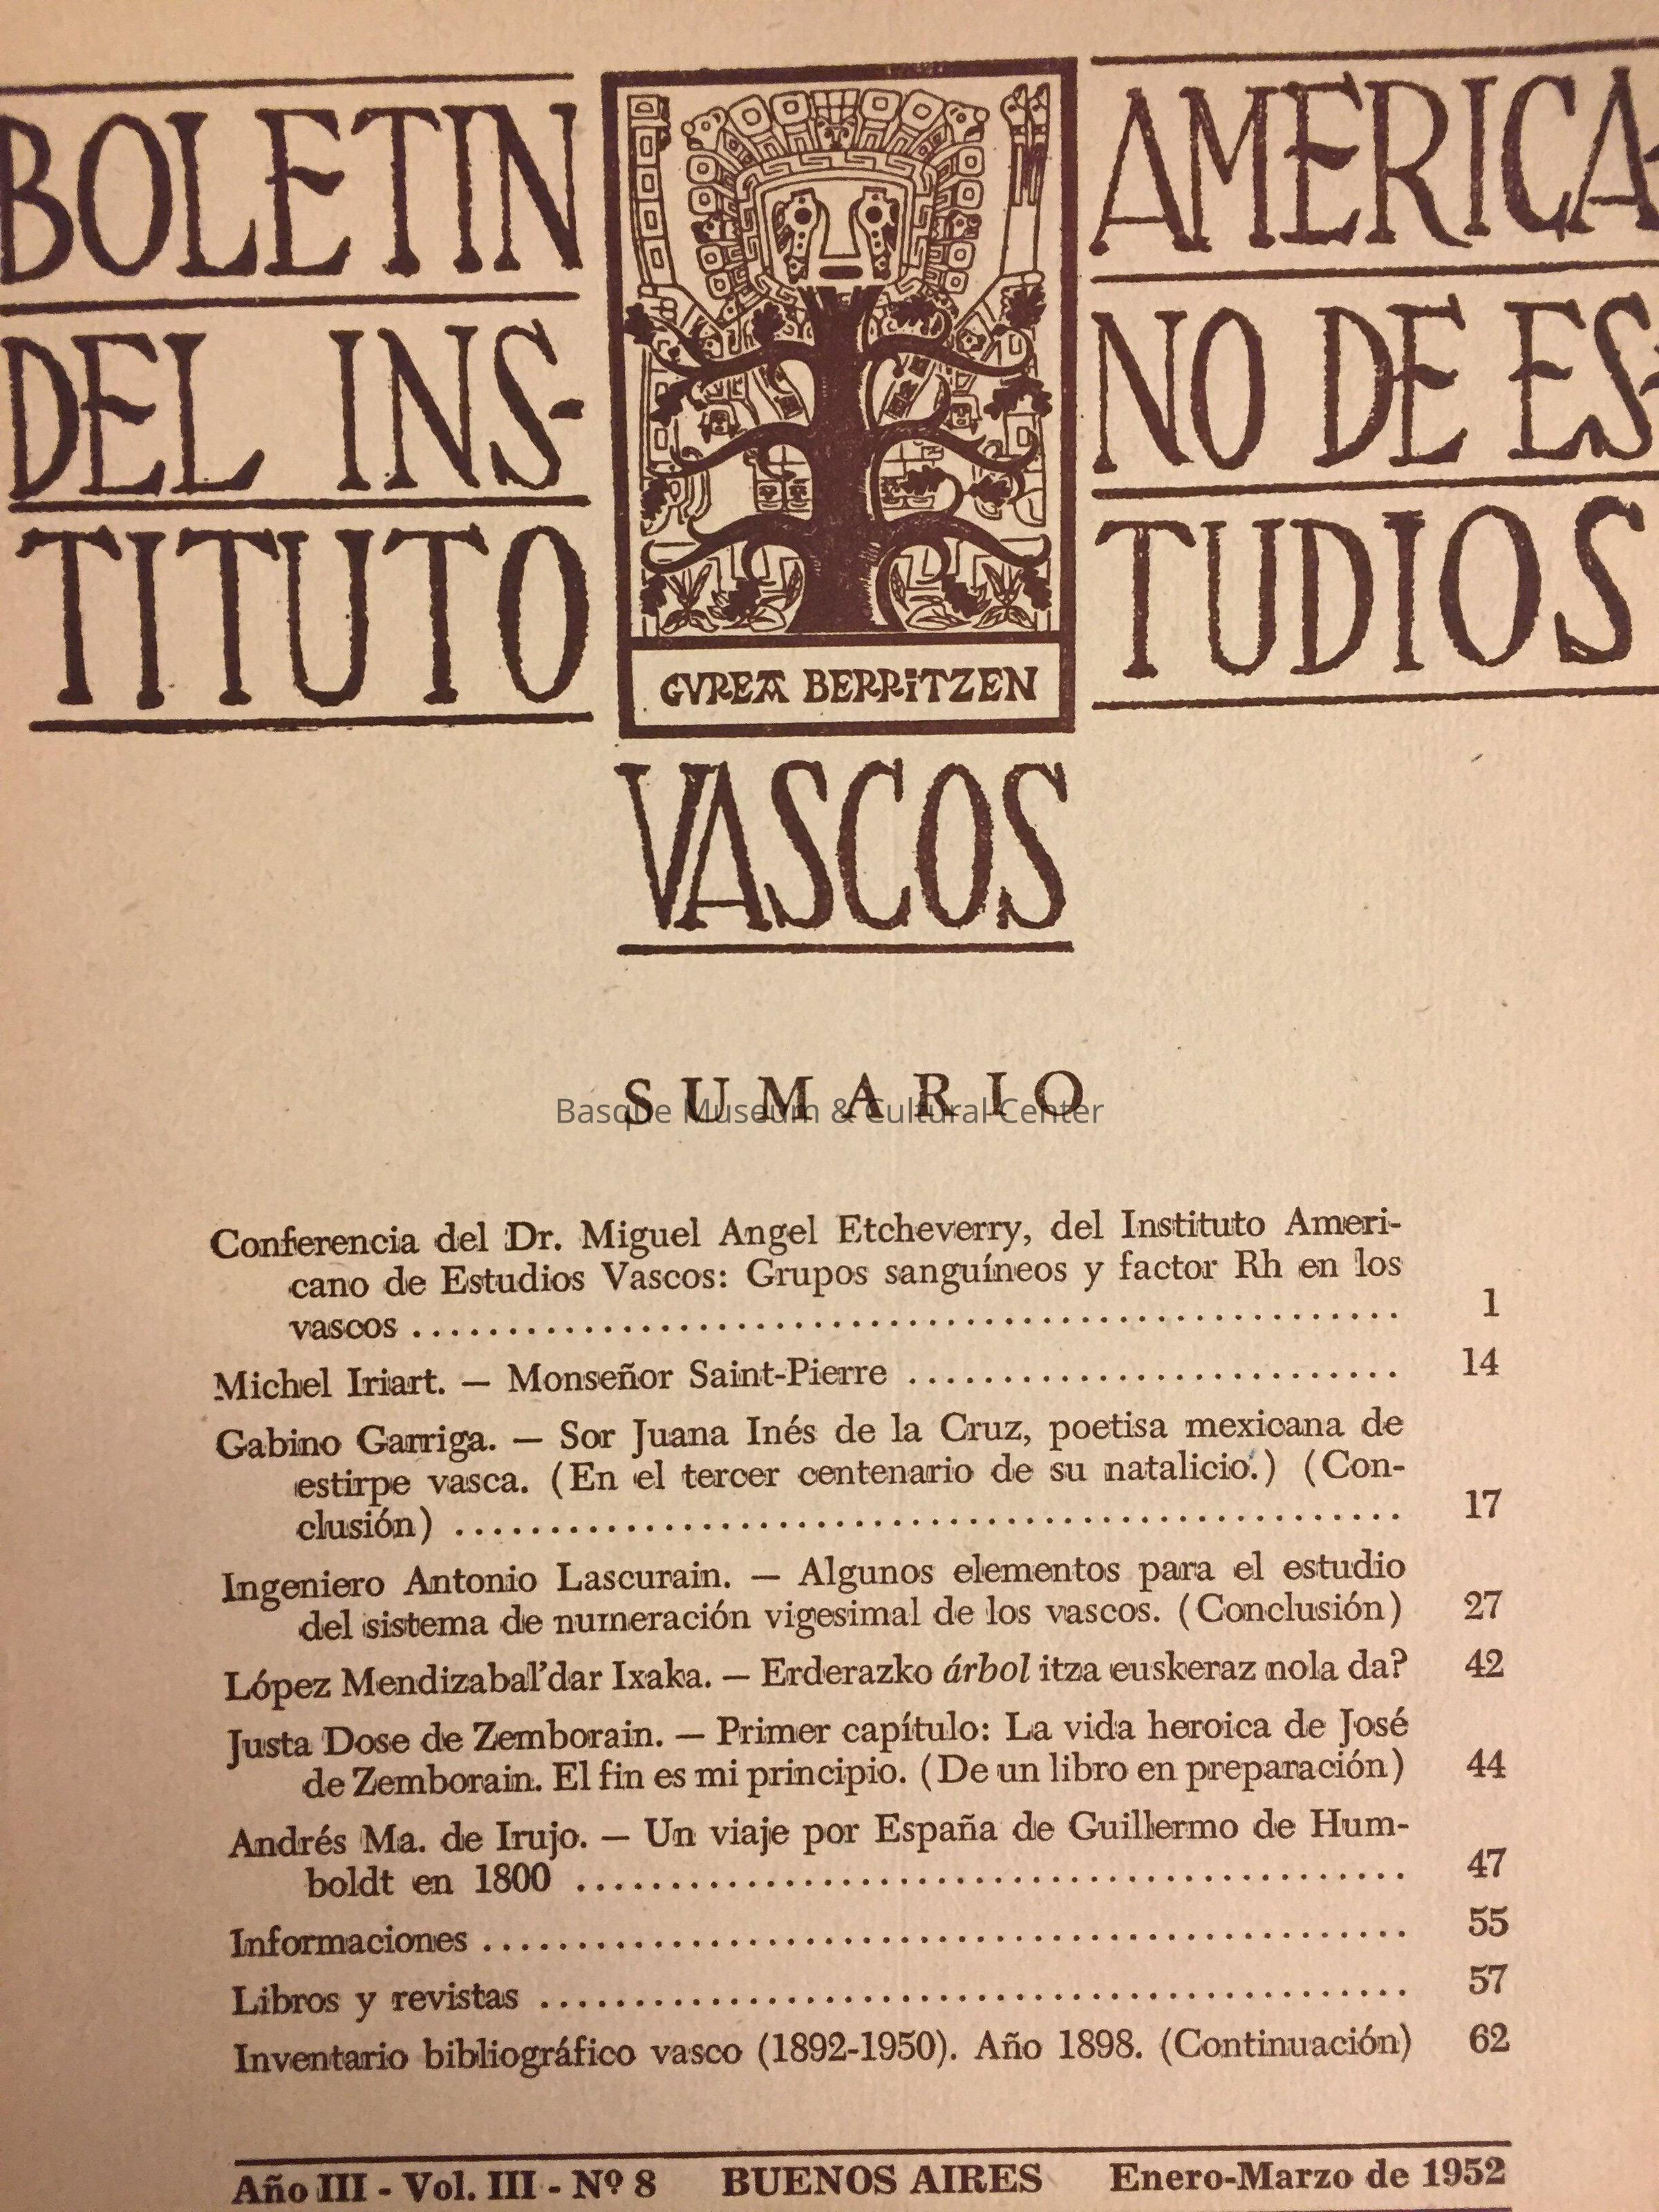 BOLETIN
DEL INS-
TITUTO
AMERICA-
NO DE ES-
TUDIOS
GVREA BERRITZEN
VASCOS
SUMARIO
Basque Museum & Cultural Center
Conferencia del Dr. Miguel Angel Etcheverry, del Instituto Ameri-
cano de Estudios Vascos: Grupos sanguíneos y factor Rh en los
vascos ........................................ 1
Michel Iriart. — Monseñor Saint-Pierre ........................ 14
Gabino Garriga. — Sor Juana Inés de la Cruz, poetisa mexicana de
estirpe vasca. (En el tercer centenario de su natalicio.) (Con-
clusión) ........................................ 17
Ingeniero Antonio Lascurain. — Algunos elementos para el estudio
del sistema de numeración vigesimal de los vascos. (Conclusión) 27
López Mendizabal'dar Ixaka. — Erderazko árbol itza euskeraz nola da? 42
Justa Dose de Zemborain. — Primer capítulo: La vida heroica de José
de Zemborain. El fin es mi principio. (De un libro en preparación) 44
Andrés Ma. de Irujo. — Un viaje por España de Guillermo de Hum-
boldt en 1800 ........................................ 47
Informaciones ........................................ 55
Libros y revistas ........................................ 57
Inventario bibliográfico vasco (1892-1950). Año 1898. (Continuación) 62
Año III - Vol. III - Nº 8 BUENOS AIRES Enero-Marzo de 1952